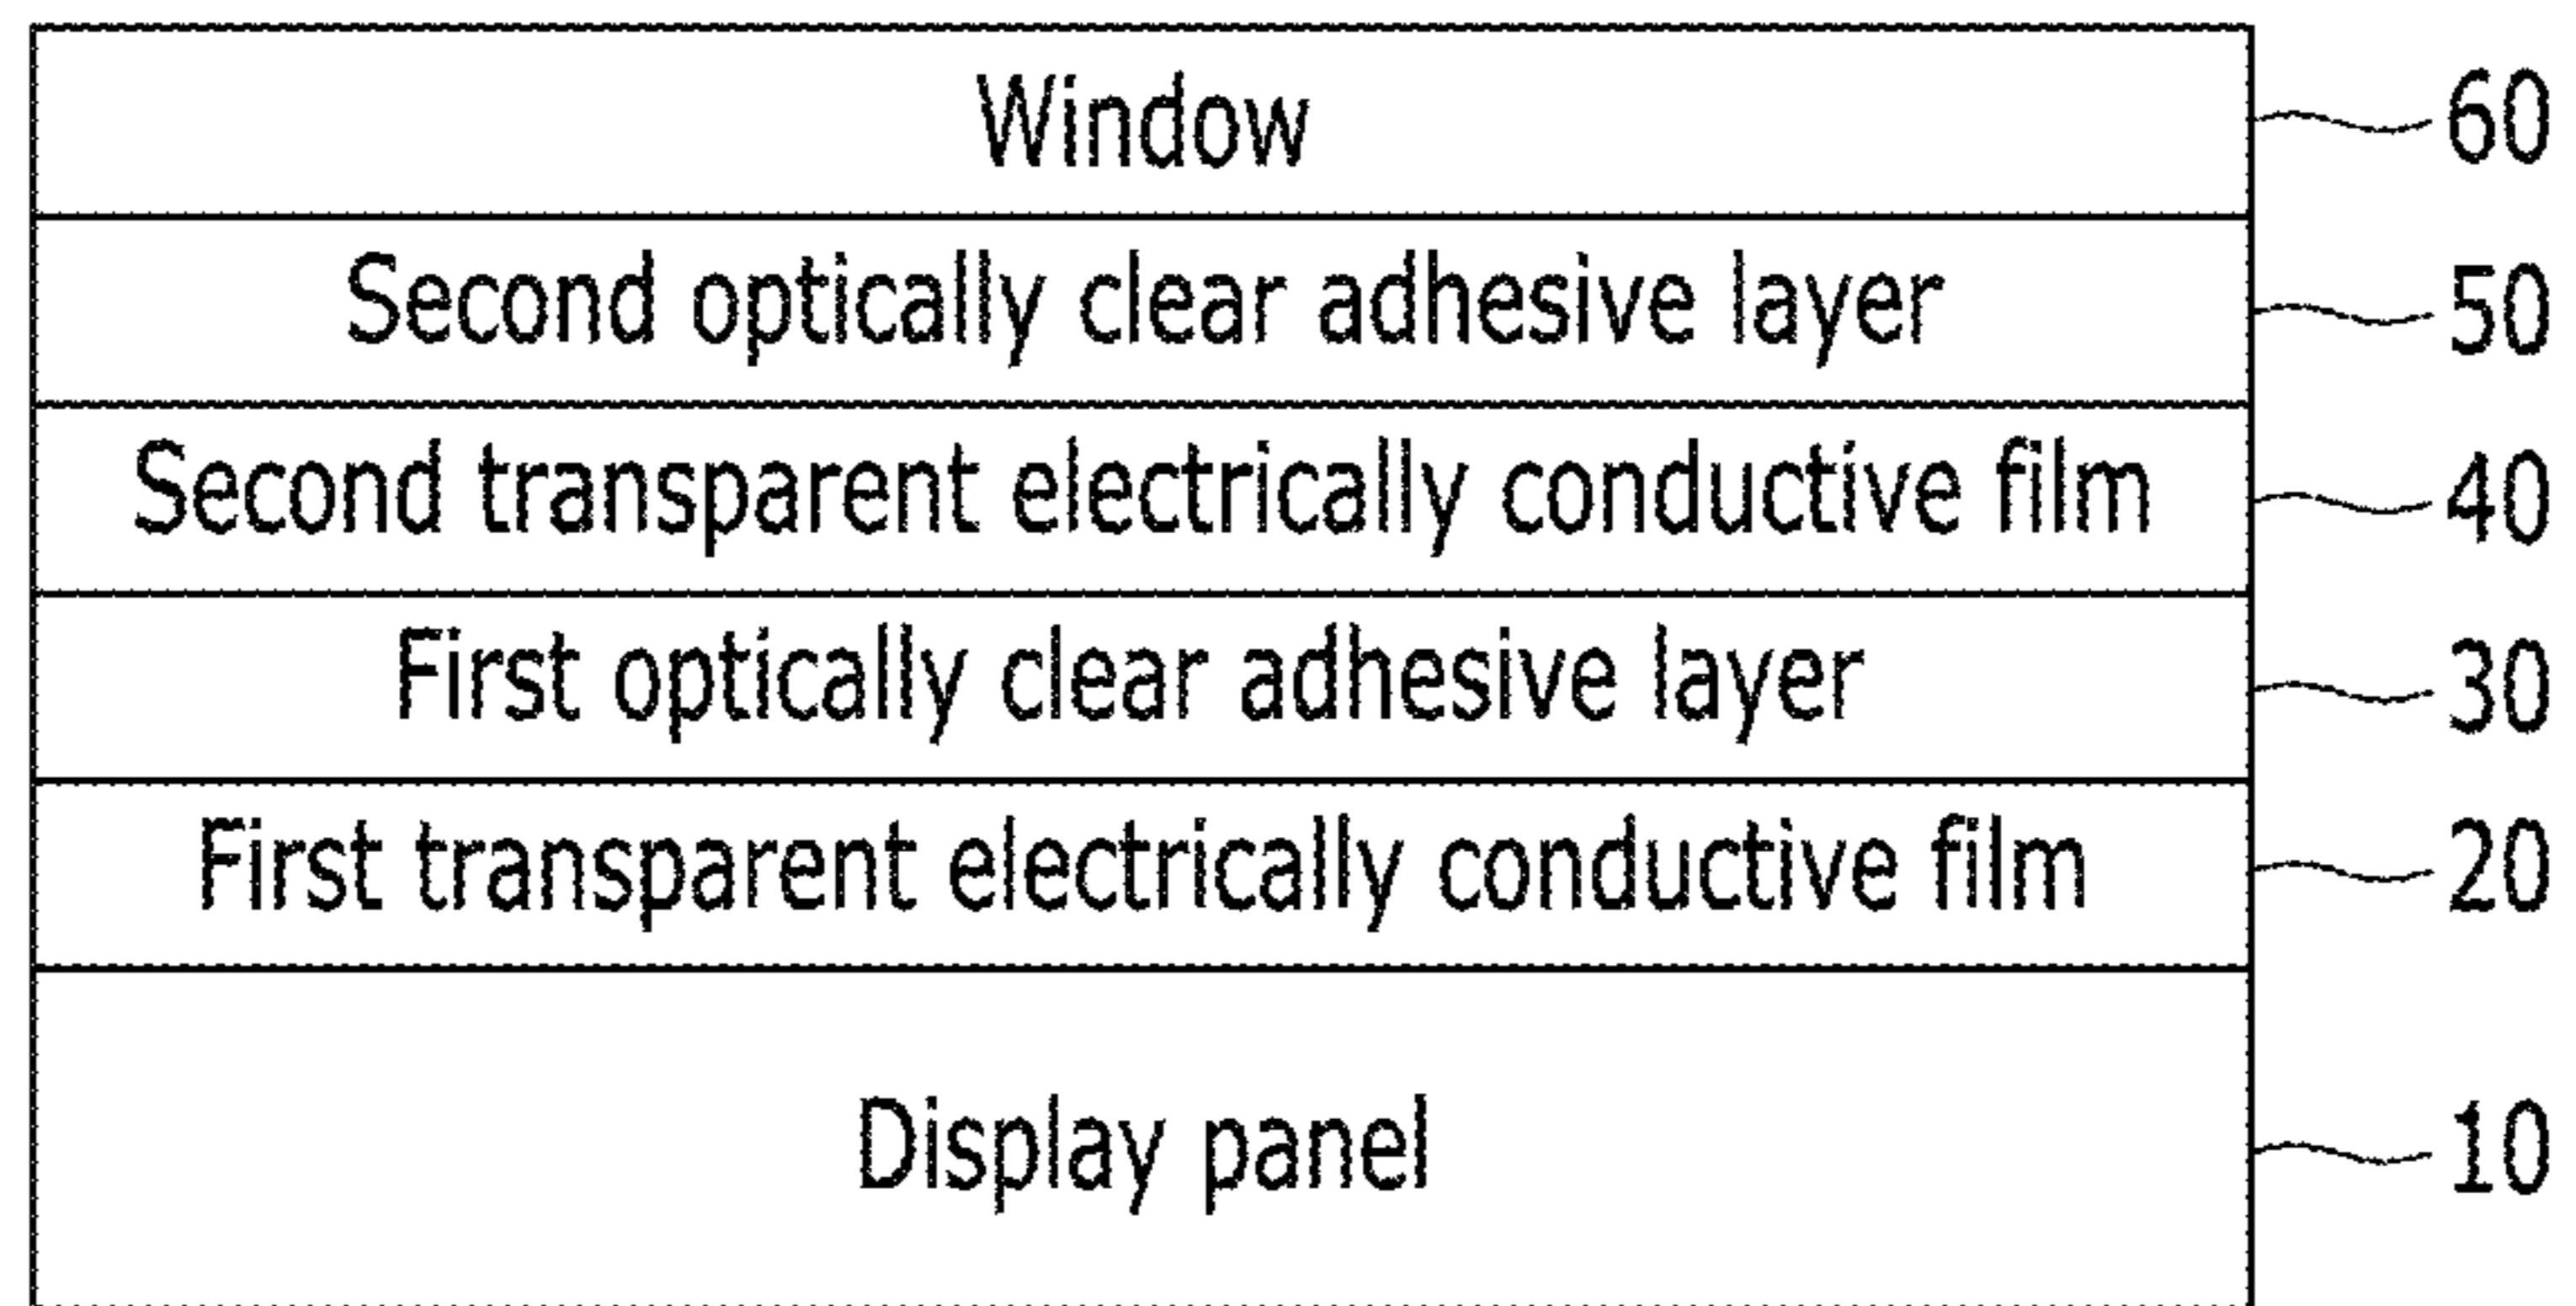 Window 60
Second optically clear adhesive layer 50
Second transparent electrically conductive film 40
First optically clear adhesive layer 30
First transparent electrically conductive film 20
Display panel 10